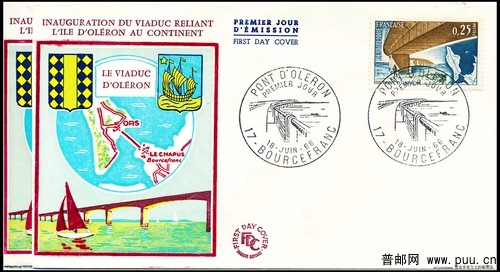 INAUGURATION DU VIADUC RELIANT
L'ILE D'OLÉRON AU CONTINENT
LE VIADUC
D'OLÉRON
ORS
LE CHAPUS
Bourcefranc
PREMIER JOUR
D'ÉMISSION
FIRST DAY COVER
FIRST DAY COVER
FDC
PONT D'OLERON
PREMIER JOUR
18 - JUIN - 66
17 - BOURCEFRANC
PONT D'OLERON
PREMIER JOUR
18 - JUIN - 66
17 - BOURCEFRANC
0,25
普邮网 www.puu.cn